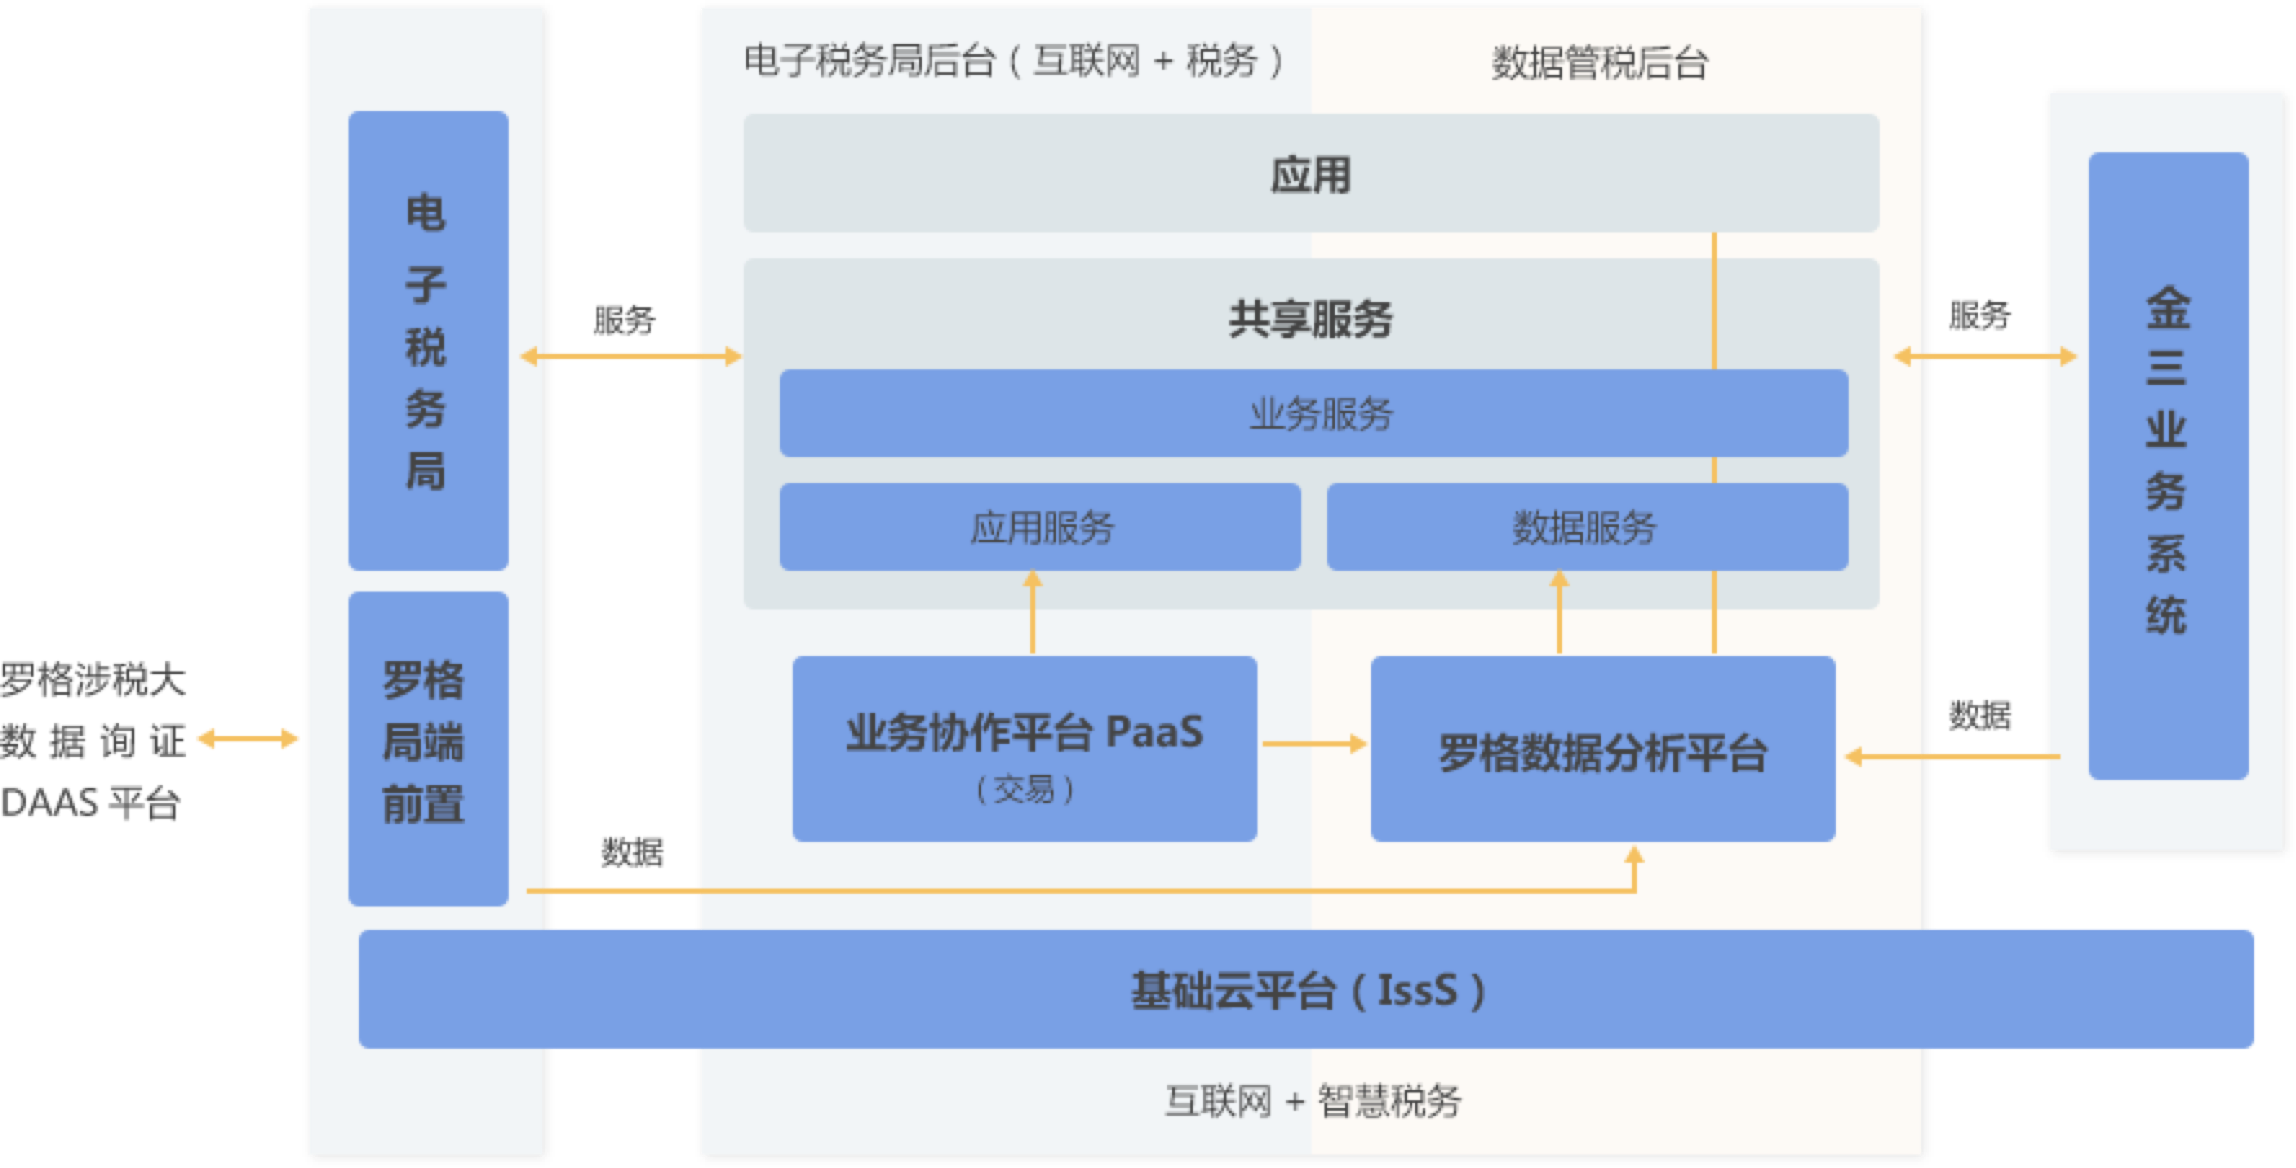 电子税务局后台（互联网 + 税务）
数据管税后台
应用
电
子
税
务
局
服务
共享服务
业务服务
应用服务
数据服务
服务
金
三
业
务
系
统
罗格涉税大
数据询证
DAAS 平台
罗格
局端
前置
业务协作平台 PaaS
（交易）
罗格数据分析平台
数据
数据
基础云平台（IssS）
互联网 + 智慧税务